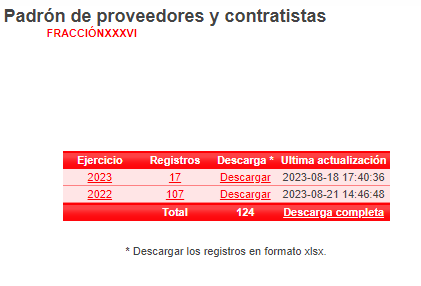 Padrón de proveedores y contratistas
FRACCIÓNXXXVI
Ejercicio Registros Descarga * Ultima actualización
2023 17 Descargar 2023-08-18 17:40:36
2022 107 Descargar 2023-08-21 14:46:48
Total 124 Descarga completa
* Descargar los registros en formato xlsx.